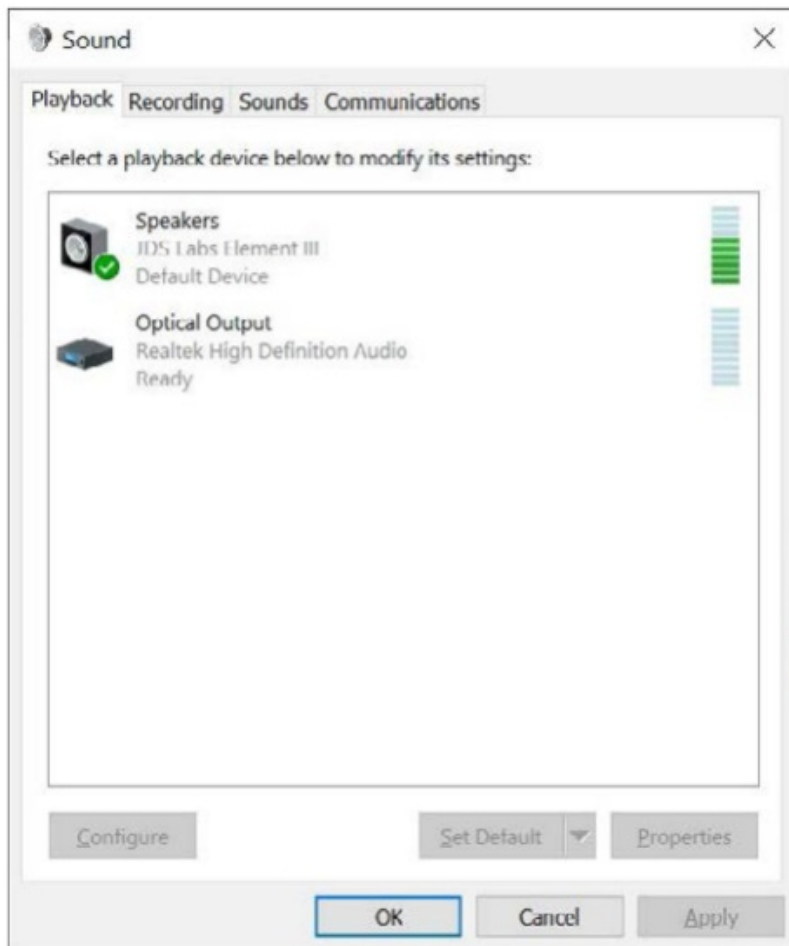 Sound
Playback Recording Sounds Communications
Select a playback device below to modify its settings:
Speakers
JDS Labs Element III
Default Device
Optical Output
Realtek High Definition Audio
Ready
Configure Set Default Properties
OK Cancel Apply